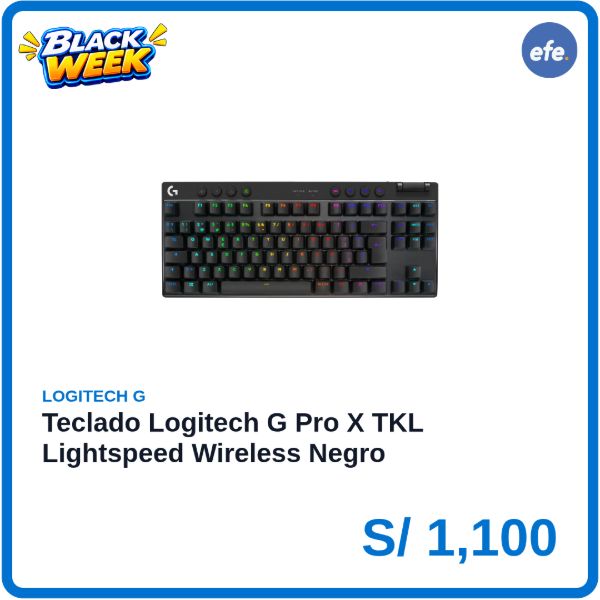 BLACK
WEEK
efe.
LOGITECH G
Teclado Logitech G Pro X TKL
Lightspeed Wireless Negro
S/ 1,100